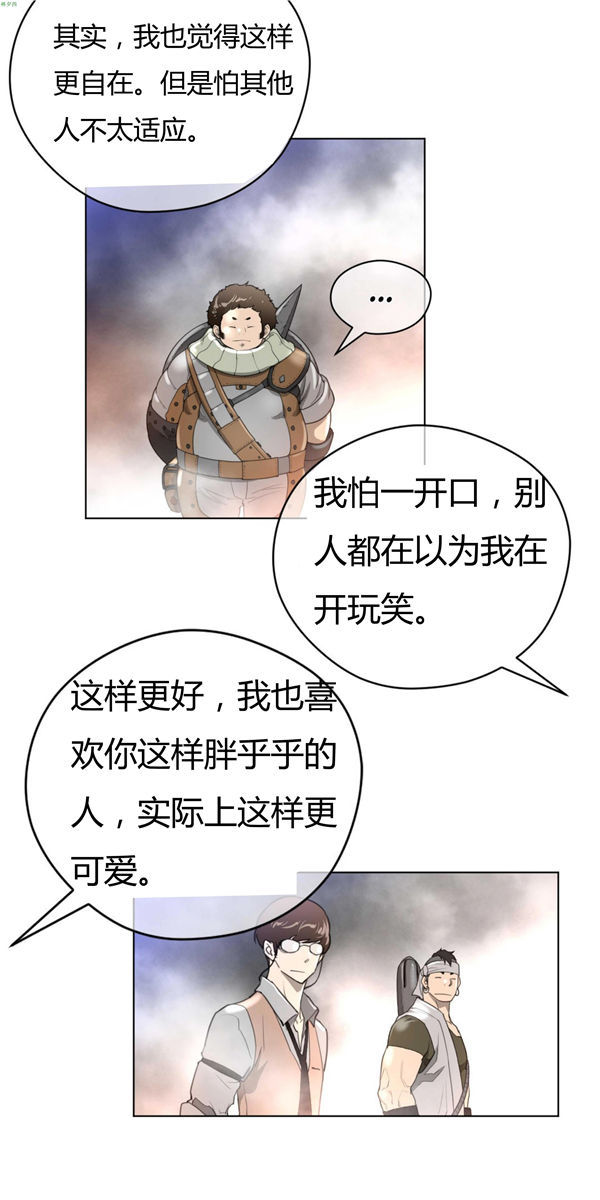 其实，我也觉得这样
更自在。但是怕其他
人不太适应。
...
我怕一开口，别
人都在以为我在
开玩笑。
这样更好，我也喜
欢你这样胖乎乎的
人，实际上这样更
可爱。